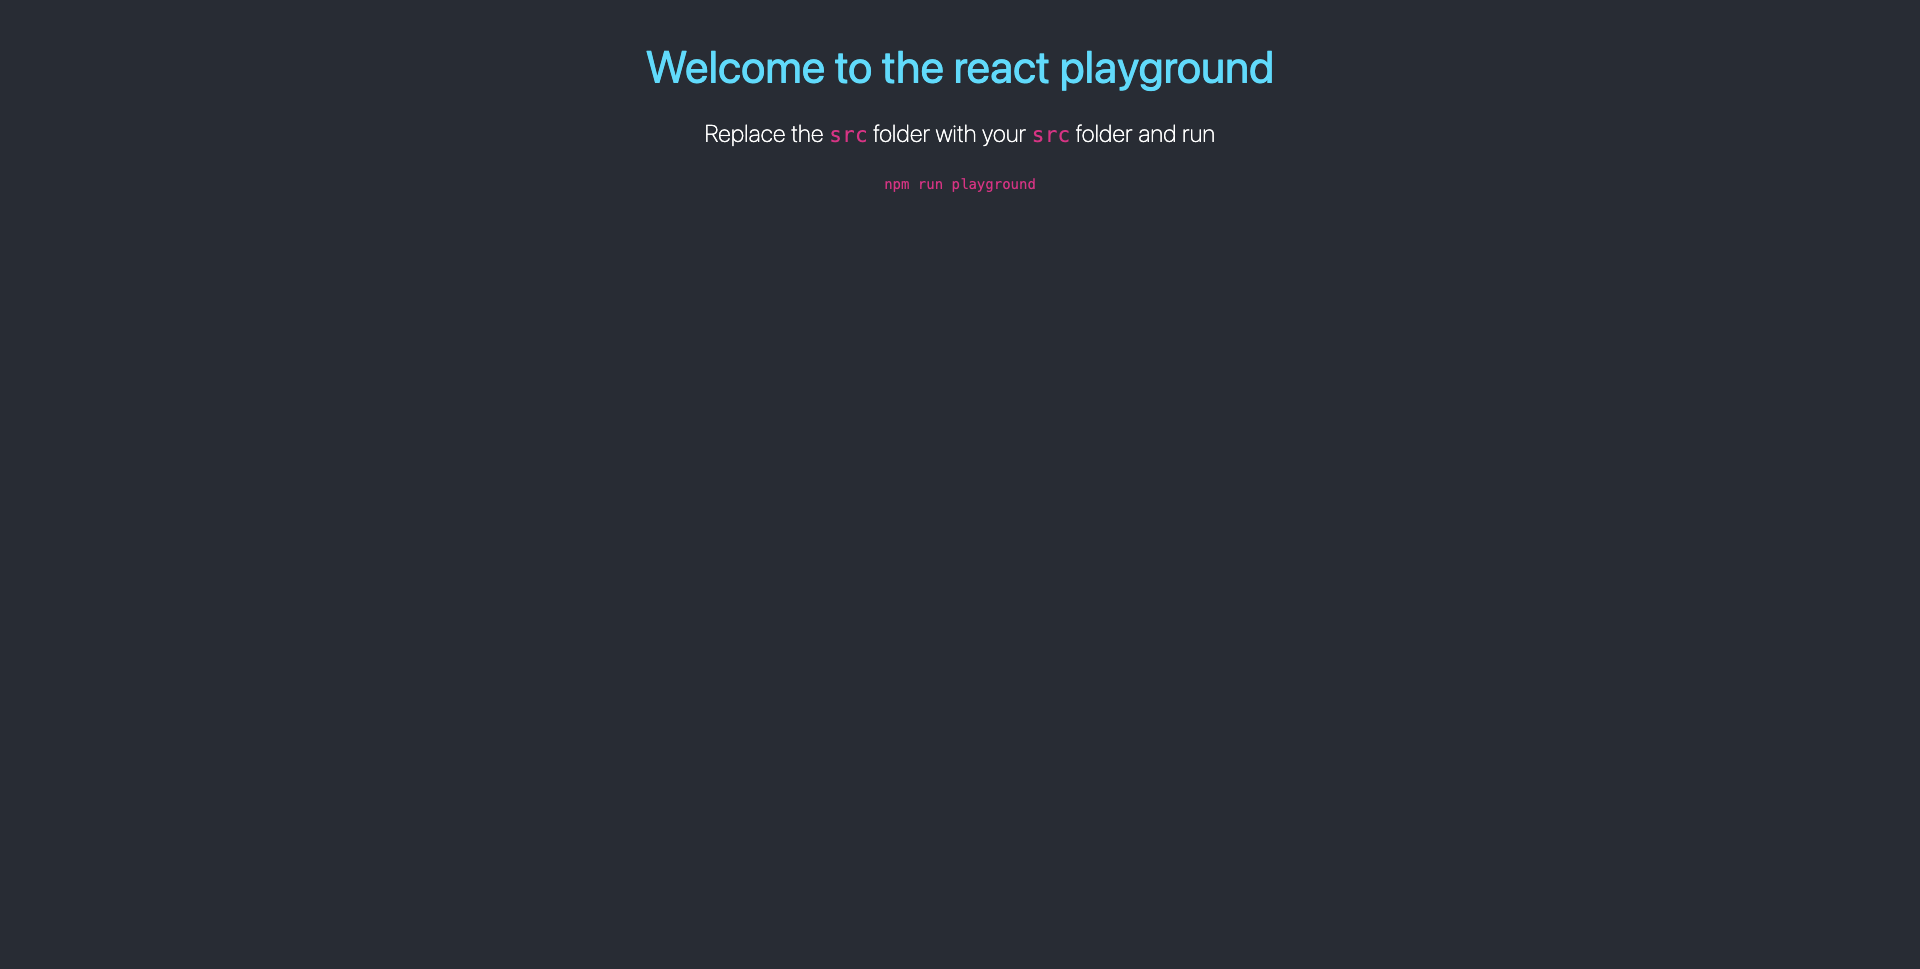 Welcome to the react playground
Replace the src folder with your src folder and run
npm run playground